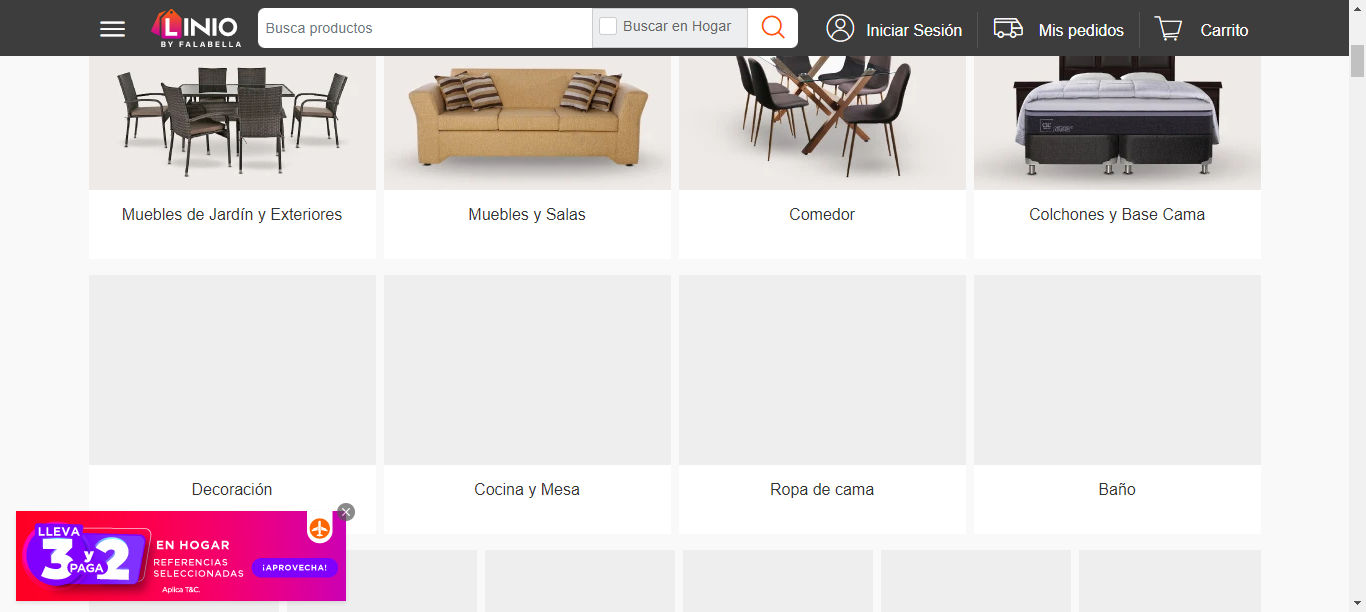 LINIO
BY FALABELLA
Busca productos
Buscar en Hogar
Iniciar Sesión
Mis pedidos
Carrito
Muebles de Jardín y Exteriores
Muebles y Salas
Comedor
Colchones y Base Cama
Decoración
Cocina y Mesa
Ropa de cama
Baño
LLEVA
3 y 2
PAGA
EN HOGAR
REFERENCIAS
SELECCIONADAS
¡APROVECHA!
Aplica T&C.